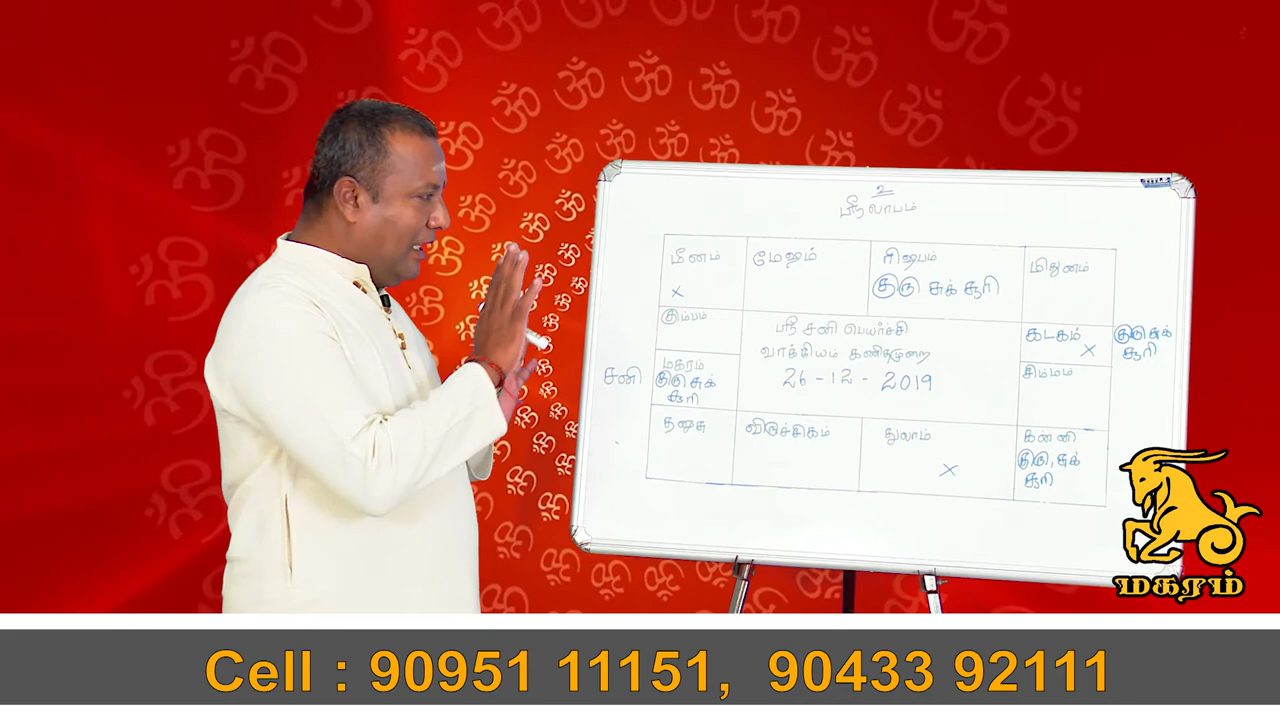 உ
ஸ்ரீ லாபம்
மீனம்
x
மேஷம்
ரிஷபம்
குரு சுக் சூரி
மிதுனம்
கும்பம்
ஸ்ரீ சனி பெயர்ச்சி
வாக்கியம் கணிதமுறை
26-12-2019
கடகம்
x
குரு சுக்
சூரி
சனி
மகரம்
குரு சுக்
சூரி
சிம்மம்
தனுசு
விருச்சிகம்
துலாம்
x
கன்னி
குரு, சுக்
சூரி
மகரம்
Cell : 90951 11151, 90433 92111